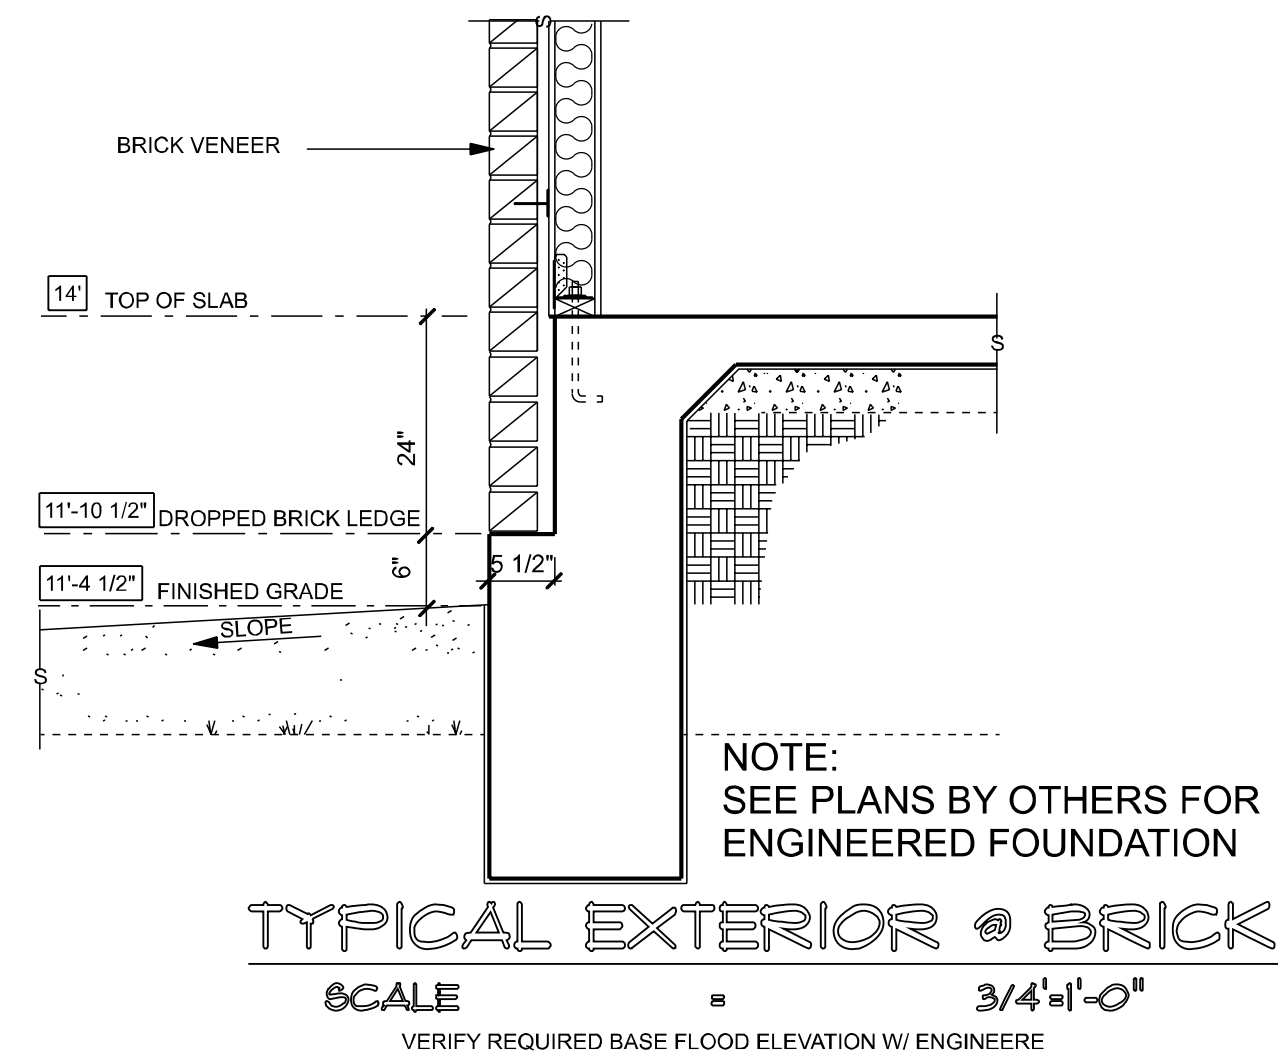 BRICK VENEER
14' TOP OF SLAB
S
S
24"
11'-10 1/2" DROPPED BRICK LEDGE
6"
5 1/2"
11'-4 1/2" FINISHED GRADE
SLOPE
S
NOTE:
SEE PLANS BY OTHERS FOR
ENGINEERED FOUNDATION
TYPICAL EXTERIOR @ BRICK
SCALE = 3/4'=1'-0"
VERIFY REQUIRED BASE FLOOD ELEVATION W/ ENGINEERE